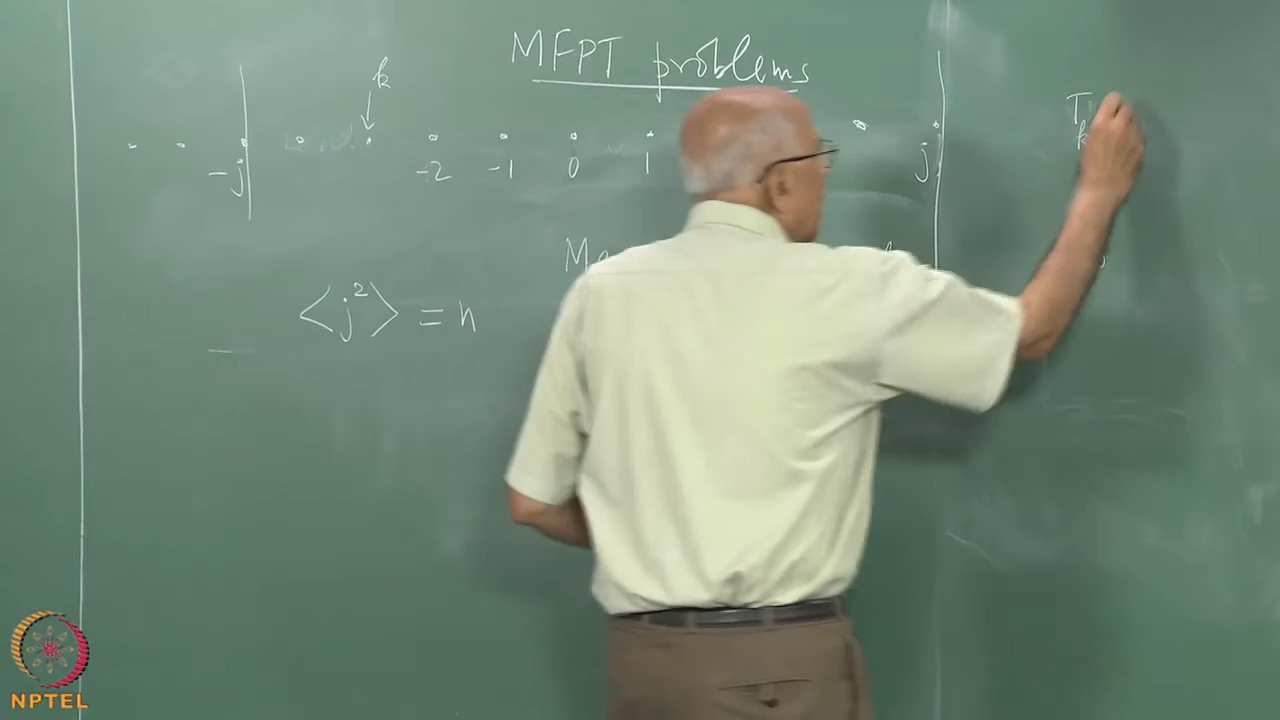 MFPT problems
k
-j -2 -1 0 1 j
T k
⟨j²⟩ = n
NPTEL